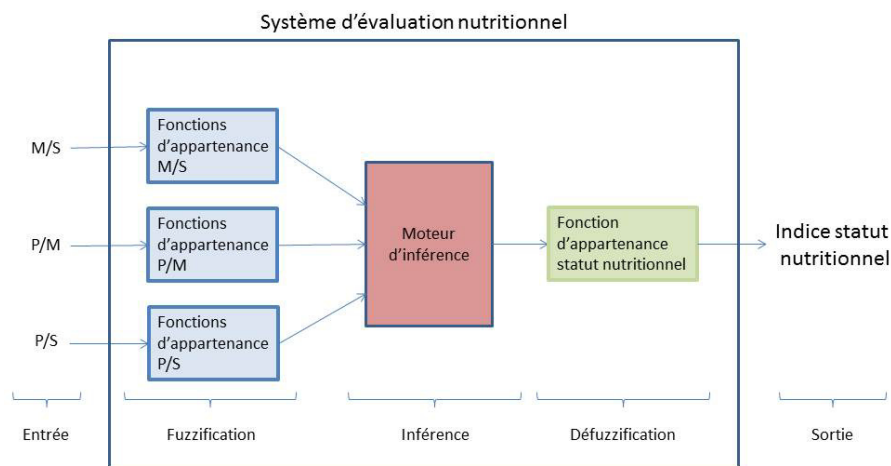 Système d'évaluation nutritionnel
M/S
Fonctions
d'appartenance
M/S
P/M
Fonctions
d'appartenance
P/M
P/S
Fonctions
d'appartenance
P/S
Moteur
d'inférence
Fonction
d'appartenance
statut nutritionnel
Indice statut
nutritionnel
Entrée
Fuzzification
Inférence
Défuzzification
Sortie